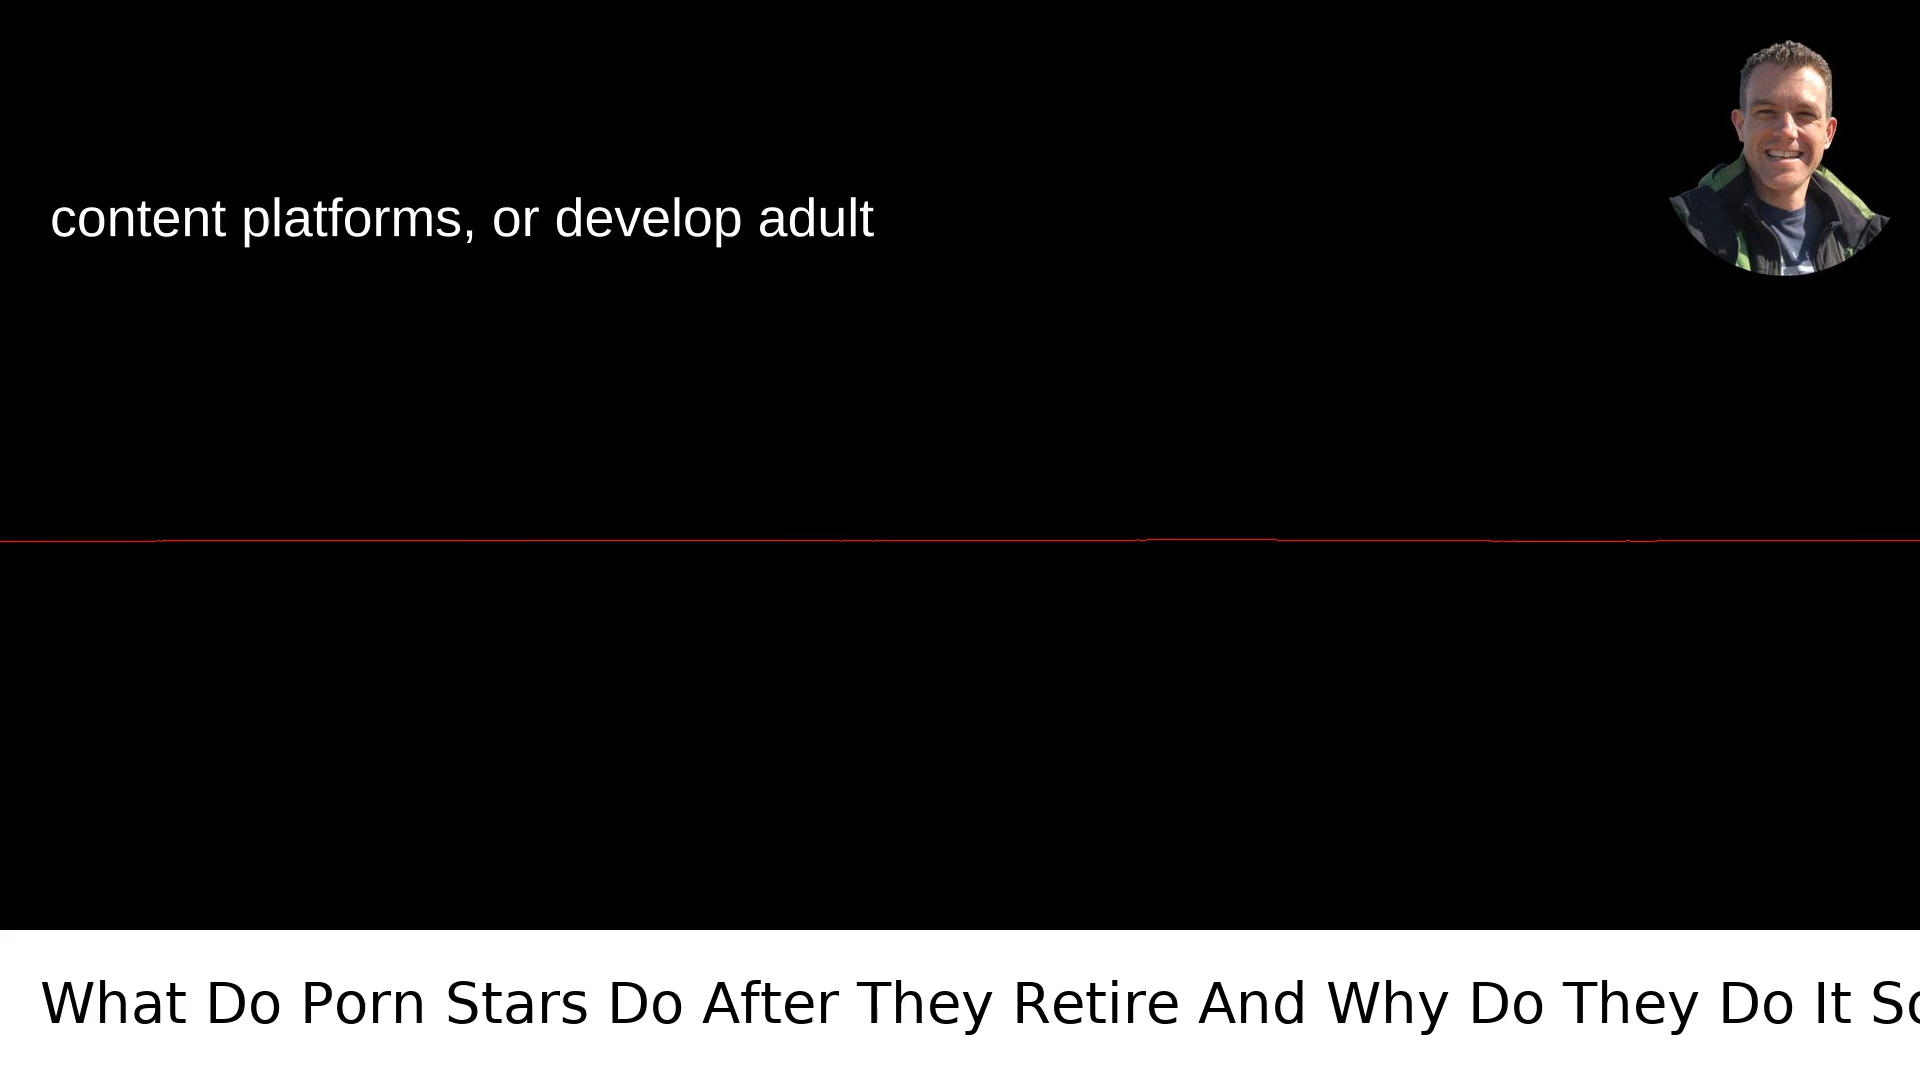 content platforms, or develop adult
What Do Porn Stars Do After They Retire And Why Do They Do It